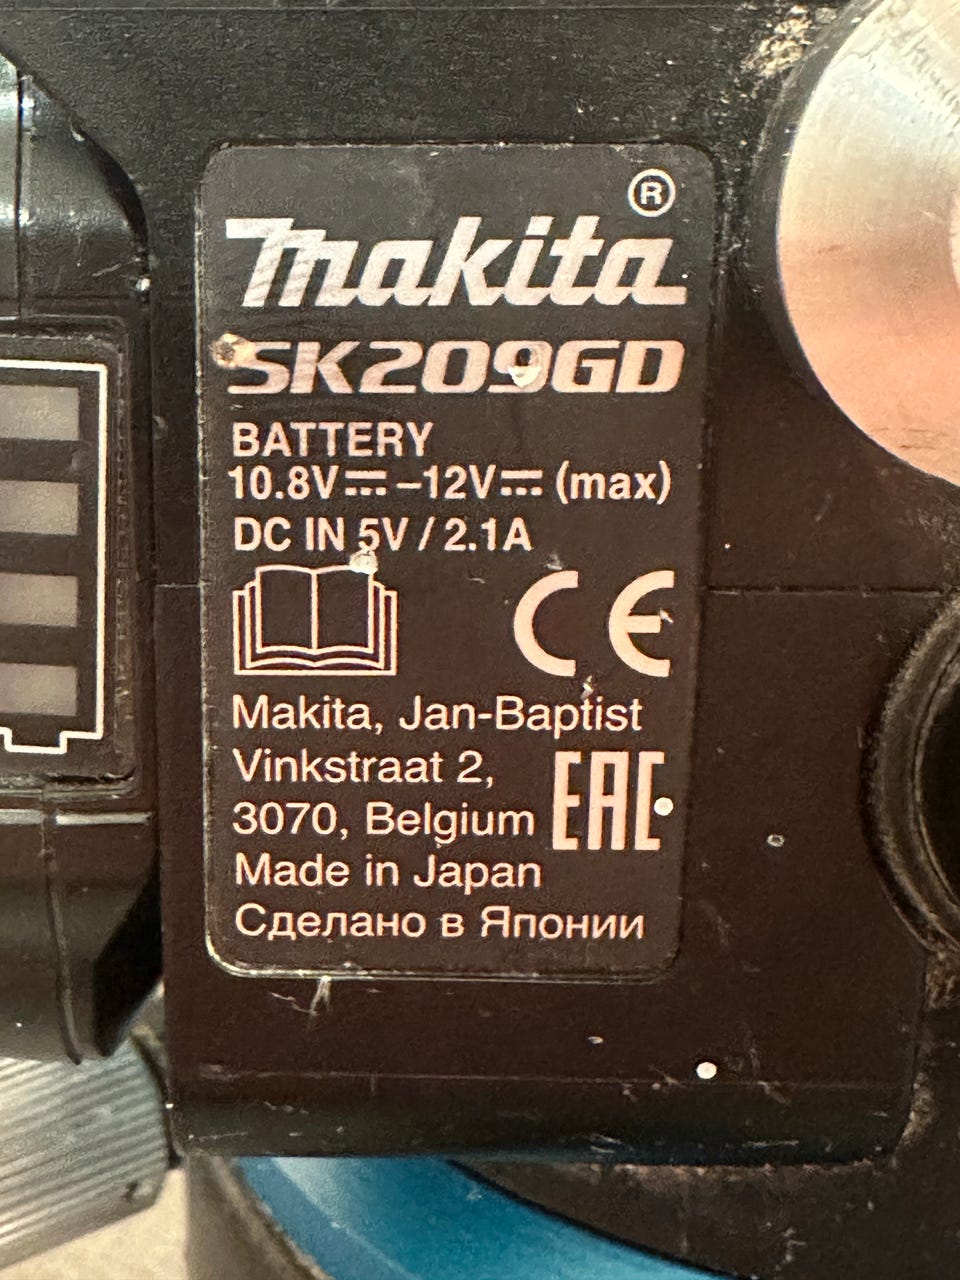 ®
makita
SK209GD
BATTERY
10.8V⎓–12V⎓ (max)
DC IN 5V / 2.1A
CE
Makita, Jan-Baptist
Vinkstraat 2,
3070, Belgium
EAC
Made in Japan
Сделано в Японии